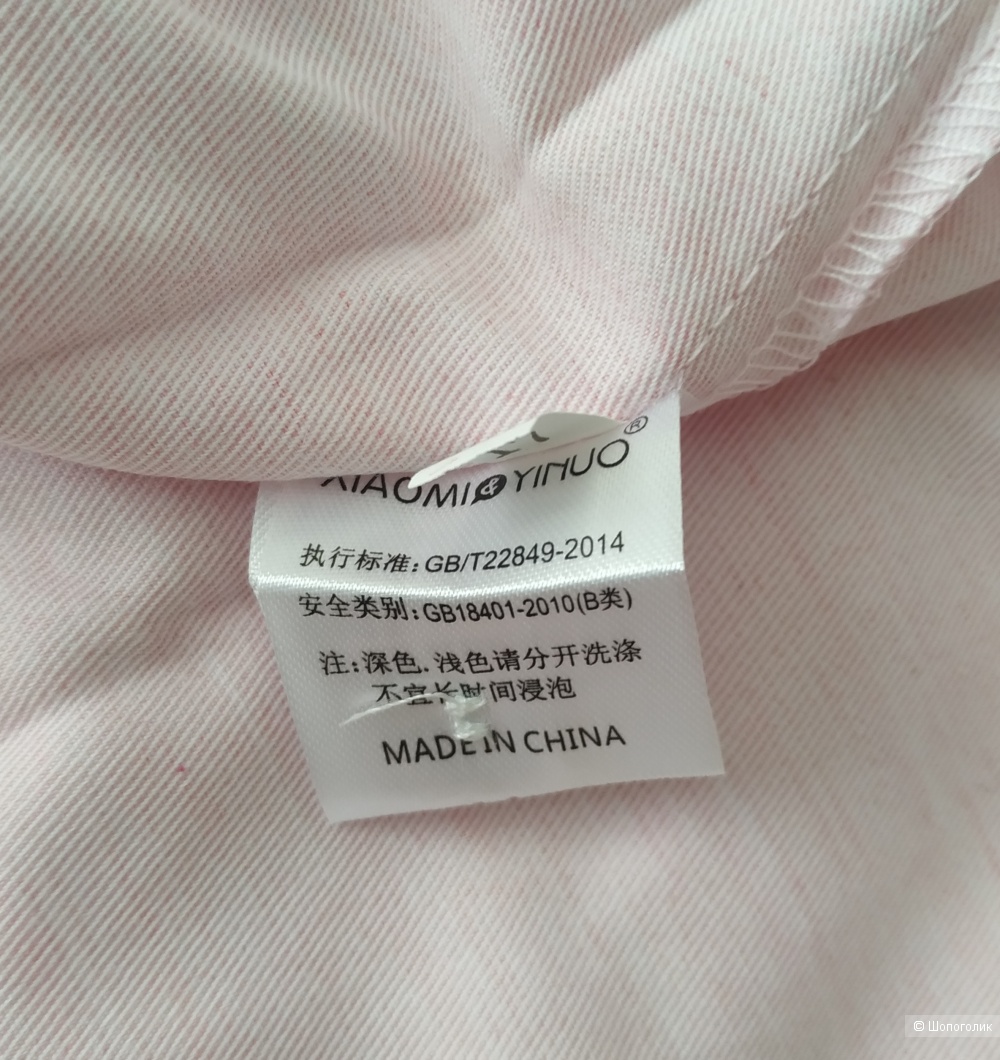 XIAOMI & YIHUO®
执行标准:GB/T22849-2014
安全类别:GB18401-2010(B类)
注:深色.浅色请分开洗涤
不宜长时间浸泡
MADE IN CHINA
© Шопоголик